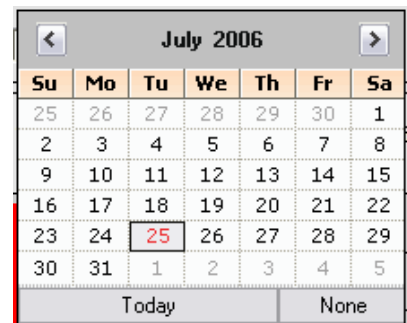 < July 2006 >
Su Mo Tu We Th Fr Sa
25 26 27 28 29 30 1
2 3 4 5 6 7 8
9 10 11 12 13 14 15
16 17 18 19 20 21 22
23 24 25 26 27 28 29
30 31 1 2 3 4 5
Today None